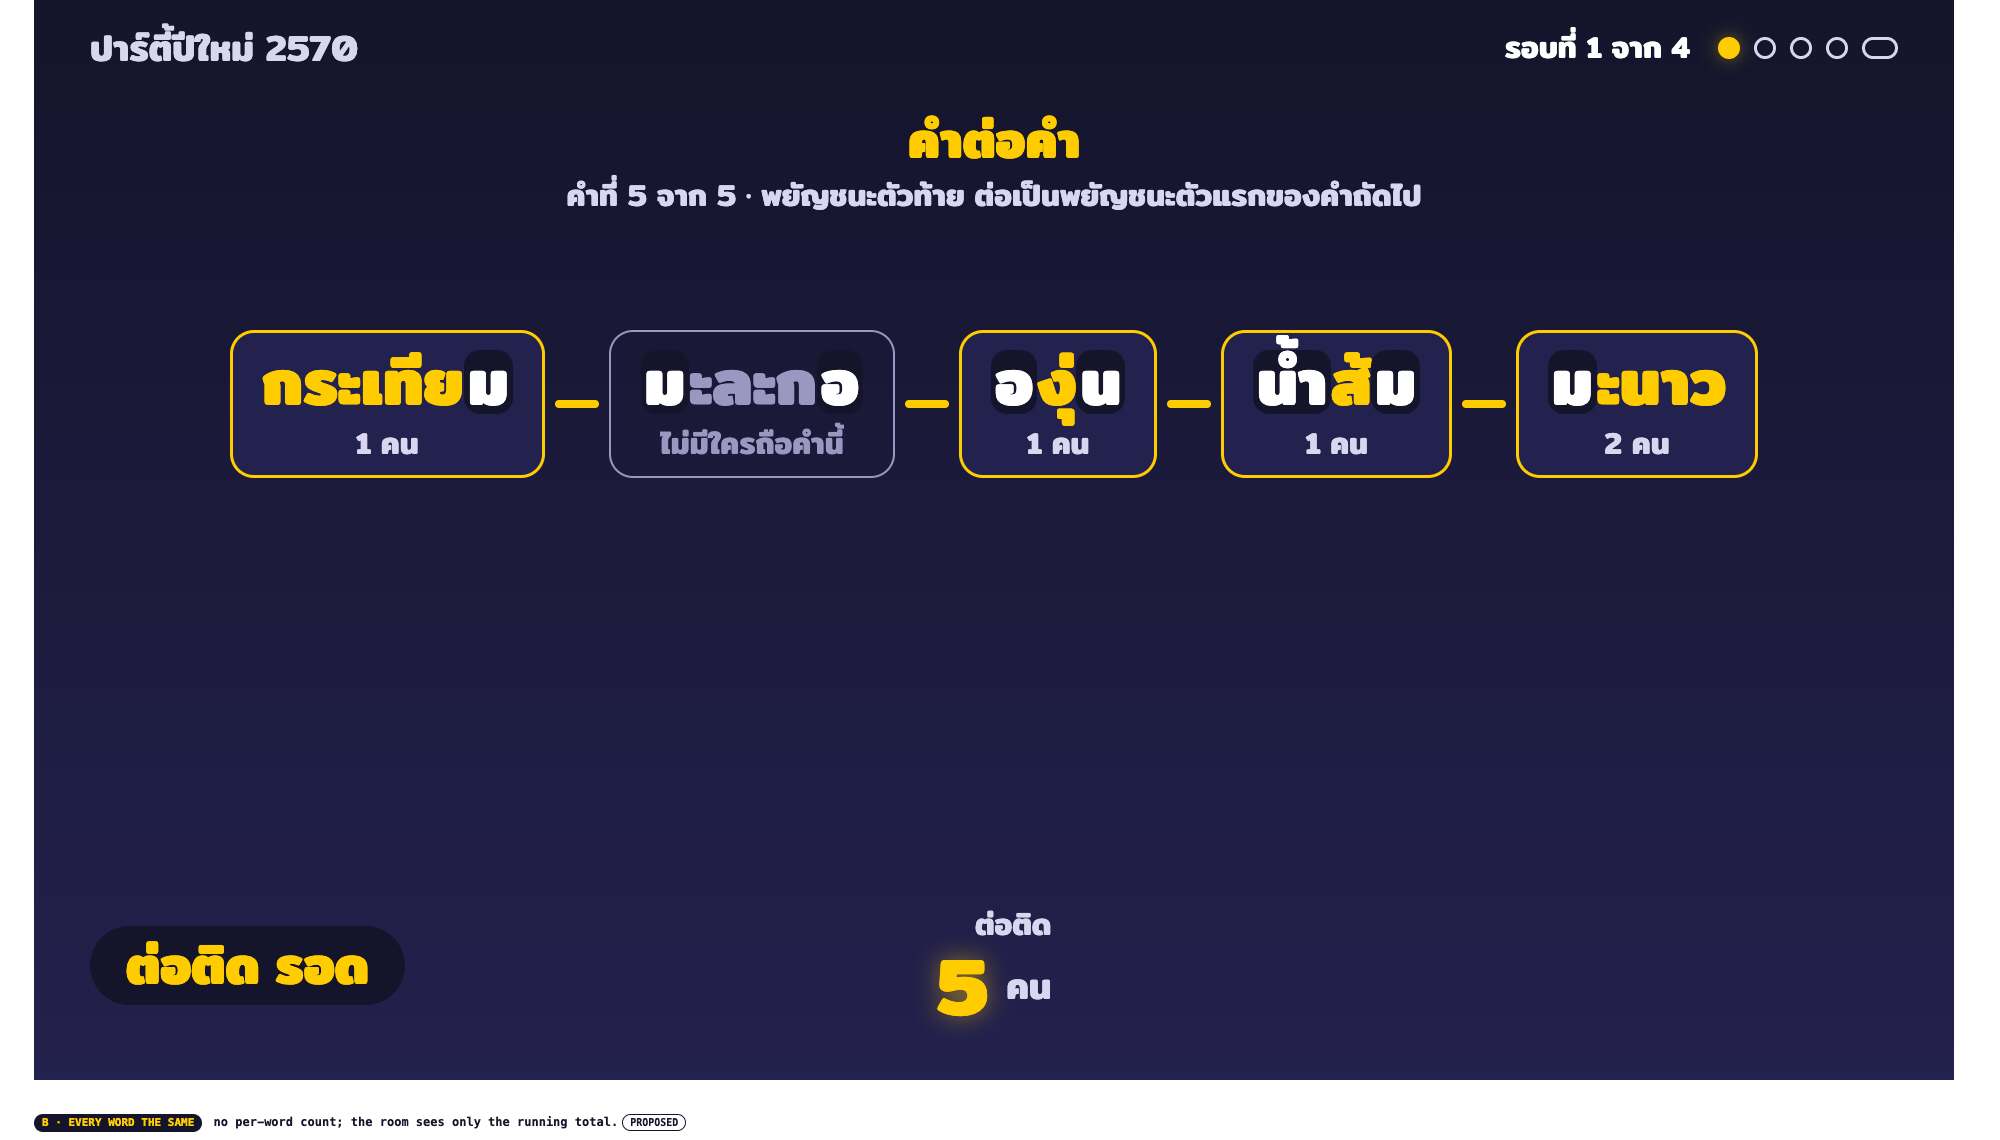 ปาร์ตี้ปีใหม่ 2570
รอบที่ 1 จาก 4
คำต่อคำ
คำที่ 5 จาก 5 · พยัญชนะตัวท้าย ต่อเป็นพยัญชนะตัวแรกของคำถัดไป
กระเทียม
1 คน
มะละกอ
ไม่มีใครถือคำนี้
องุ่น
1 คน
น้ำส้ม
1 คน
มะนาว
2 คน
ต่อติด รอด
ต่อติด
5 คน
B · EVERY WORD THE SAME no per-word count; the room sees only the running total. PROPOSED